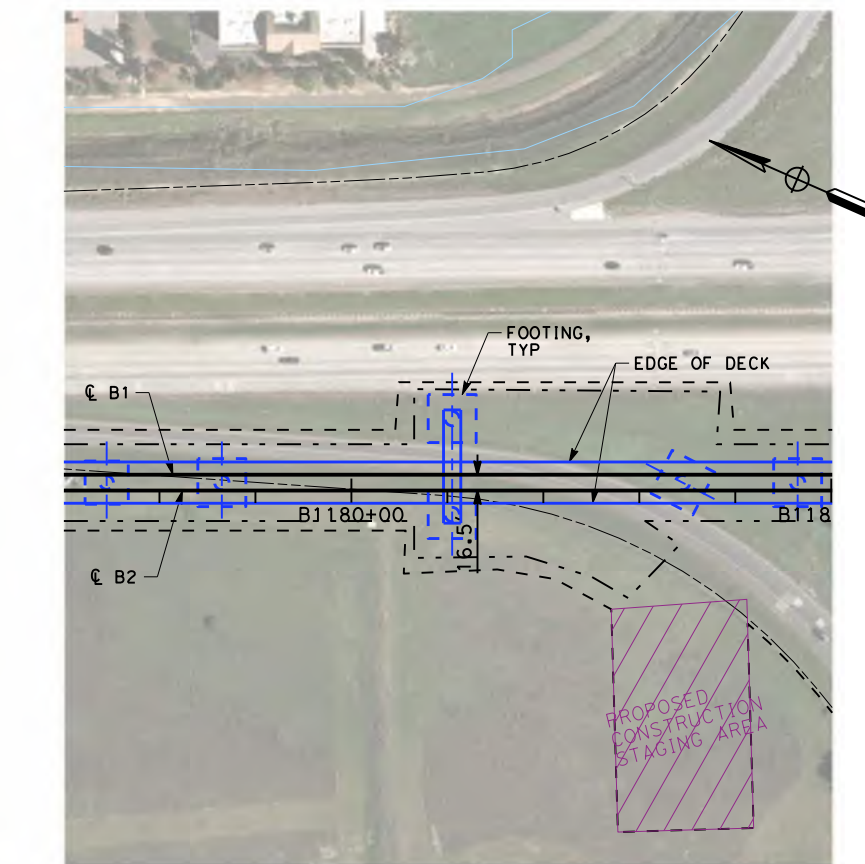 FOOTING,
TYP
EDGE OF DECK
℄ B1
B1180+00
B118
16.5
℄ B2
PROPOSED
CONSTRUCTION
STAGING AREA